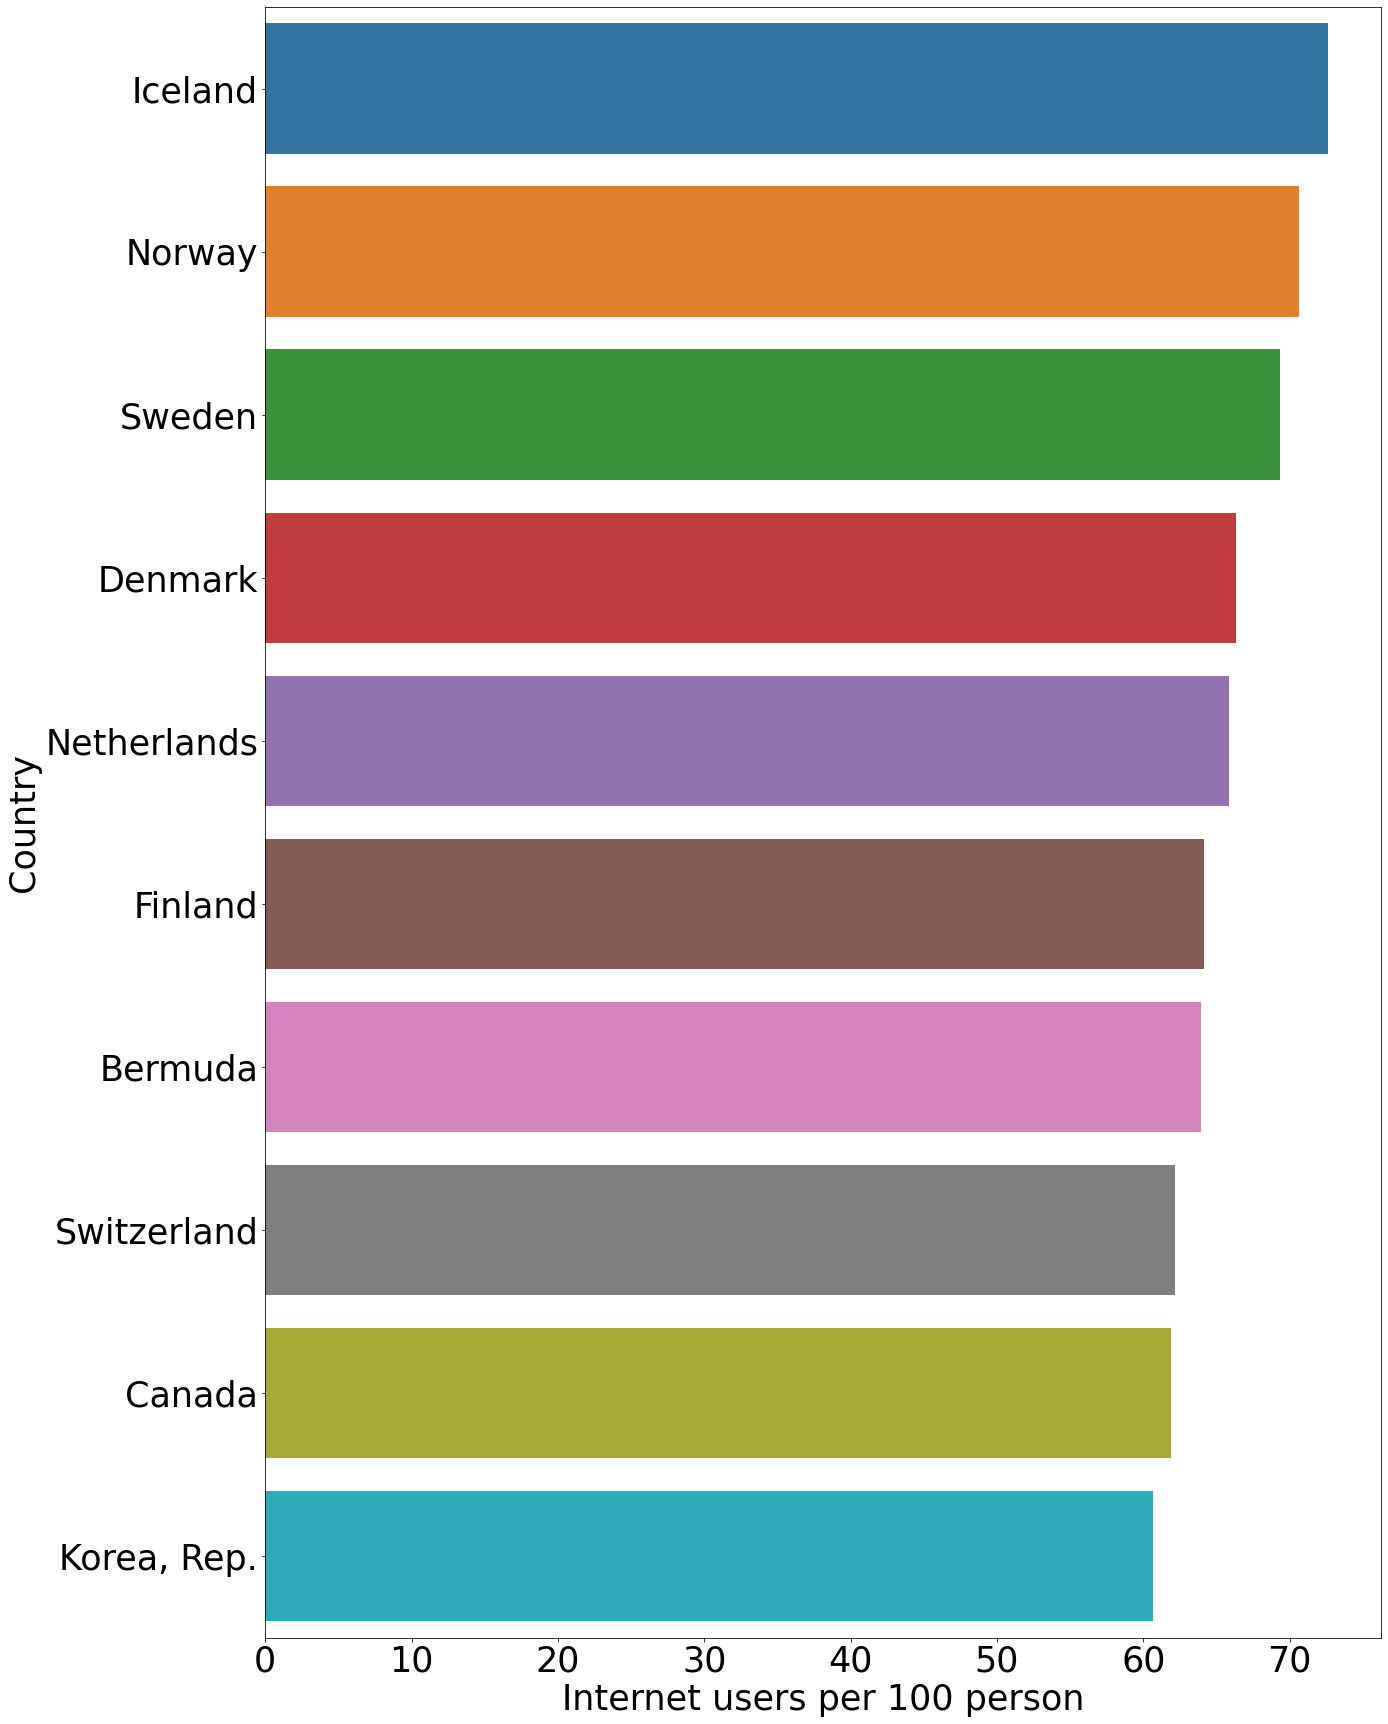 Country
Iceland
Norway
Sweden
Denmark
Netherlands
Finland
Bermuda
Switzerland
Canada
Korea, Rep.
0 10 20 30 40 50 60 70
Internet users per 100 person